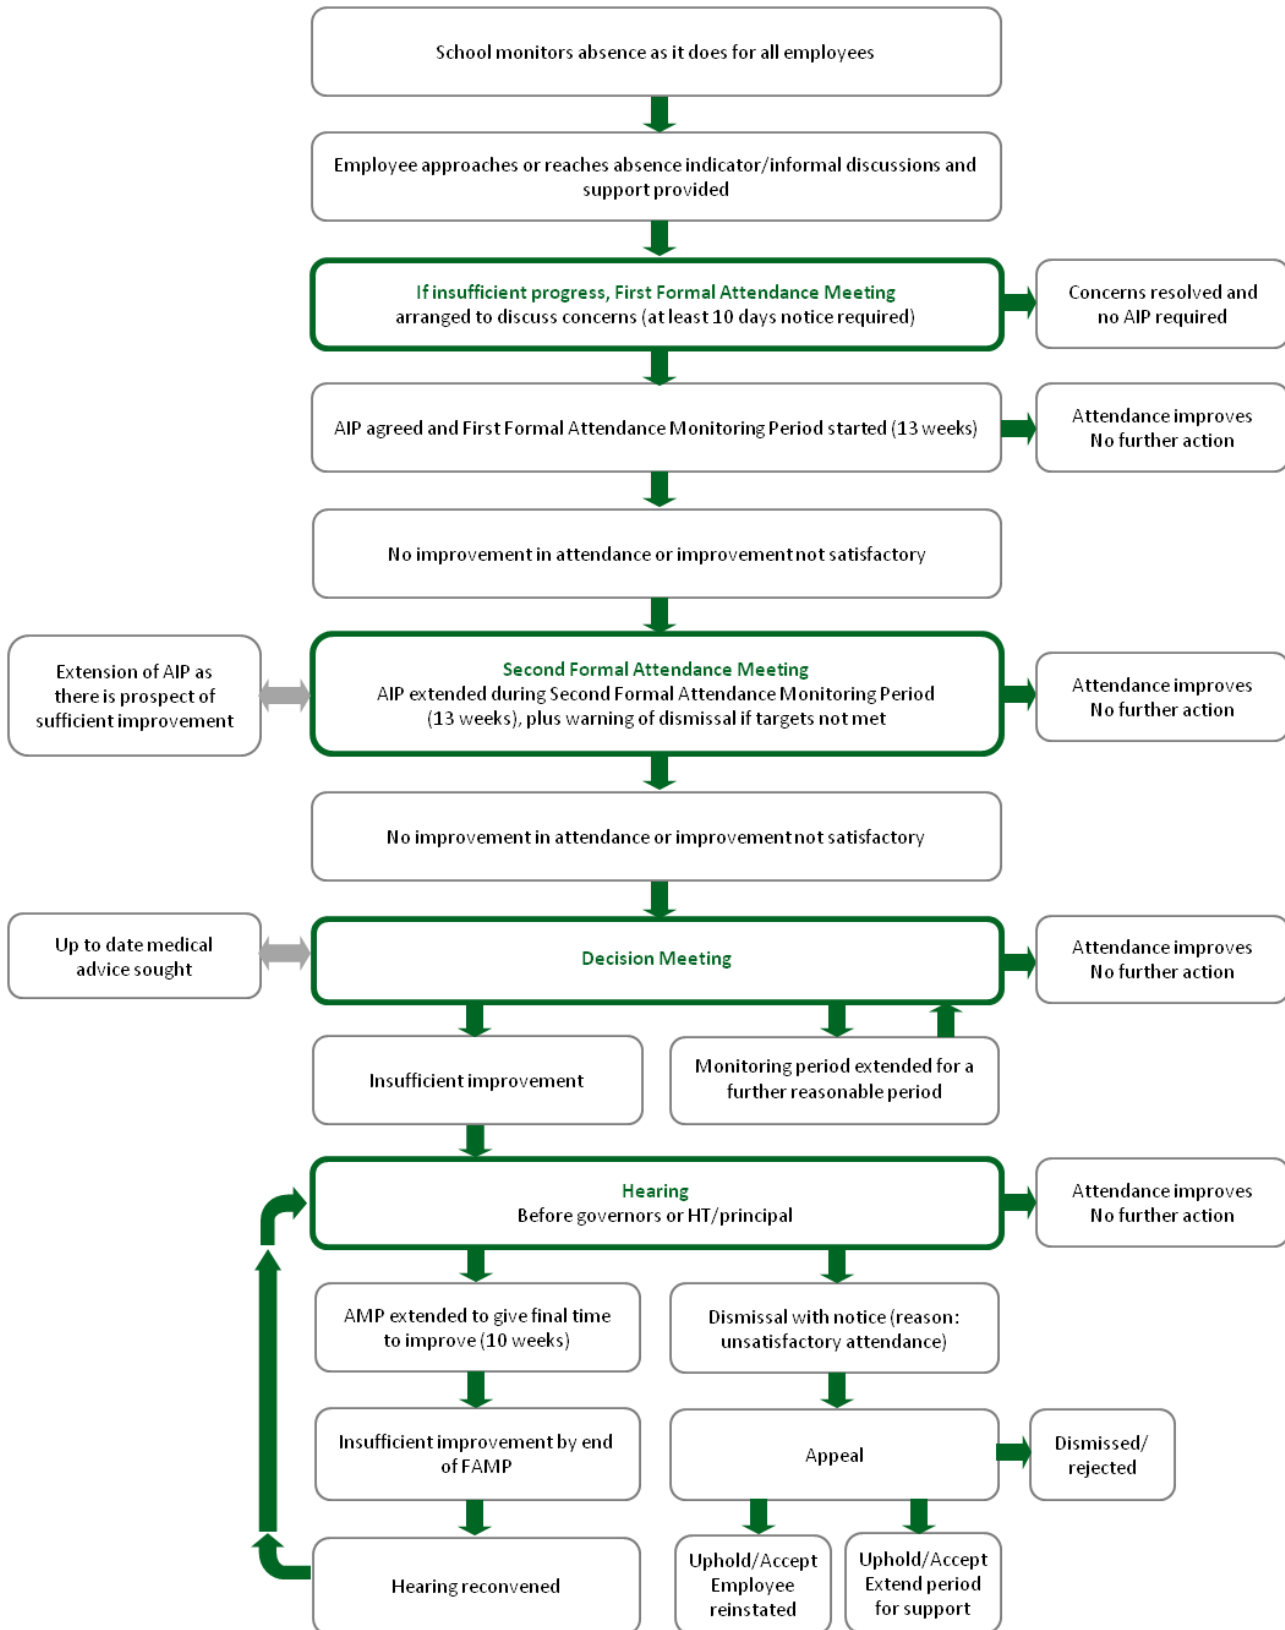 School monitors absence as it does for all employees
Employee approaches or reaches absence indicator/informal discussions and
support provided
If insufficient progress, First Formal Attendance Meeting
arranged to discuss concerns (at least 10 days notice required)
Concerns resolved and
no AIP required
AIP agreed and First Formal Attendance Monitoring Period started (13 weeks)
Attendance improves
No further action
No improvement in attendance or improvement not satisfactory
Extension of AIP as
there is prospect of
sufficient improvement
Second Formal Attendance Meeting
AIP extended during Second Formal Attendance Monitoring Period
(13 weeks), plus warning of dismissal if targets not met
Attendance improves
No further action
No improvement in attendance or improvement not satisfactory
Up to date medical
advice sought
Decision Meeting
Attendance improves
No further action
Insufficient improvement
Monitoring period extended for a
further reasonable period
Hearing
Before governors or HT/principal
Attendance improves
No further action
AMP extended to give final time
to improve (10 weeks)
Dismissal with notice (reason:
unsatisfactory attendance)
Insufficient improvement by end
of FAMP
Appeal
Dismissed/
rejected
Hearing reconvened
Uphold/Accept
Employee
reinstated
Uphold/Accept
Extend period
for support